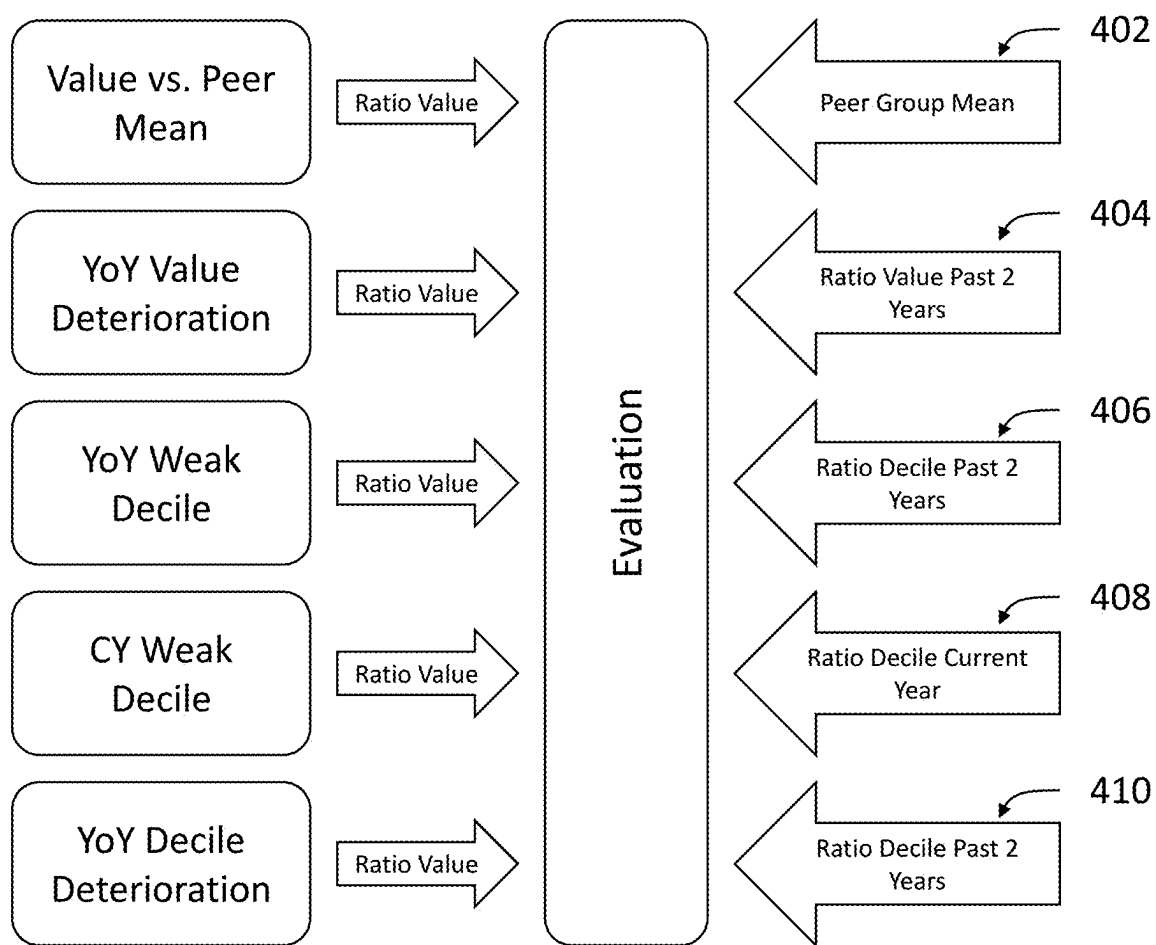 402
Value vs. Peer
Mean
Ratio Value
Peer Group Mean
404
YoY Value
Deterioration
Ratio Value
Ratio Value Past 2
Years
406
YoY Weak
Decile
Ratio Value
Ratio Decile Past 2
Years
Evaluation
408
CY Weak
Decile
Ratio Value
Ratio Decile Current
Year
410
YoY Decile
Deterioration
Ratio Value
Ratio Decile Past 2
Years